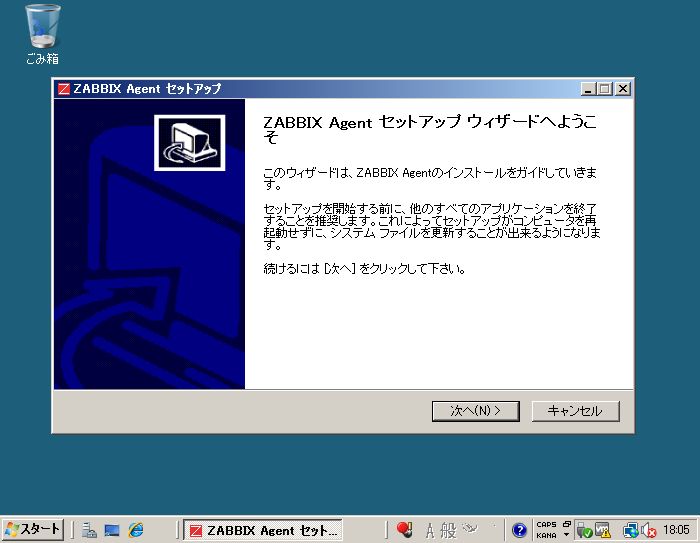 ごみ箱
ZABBIX Agent セットアップ
ZABBIX Agent セットアップ ウィザードへようこ
そ
このウィザードは、ZABBIX Agentのインストールをガイドしていきま
す。
セットアップを開始する前に、他のすべてのアプリケーションを終了
することを推奨します。これによってセットアップがコンピュータを再
起動せずに、システム ファイルを更新することが出来るようになりま
す。
続けるには [次へ] をクリックして下さい。
次へ(N) >
キャンセル
スタート
ZABBIX Agent セット...
A 般
CAPS
KANA
18:05